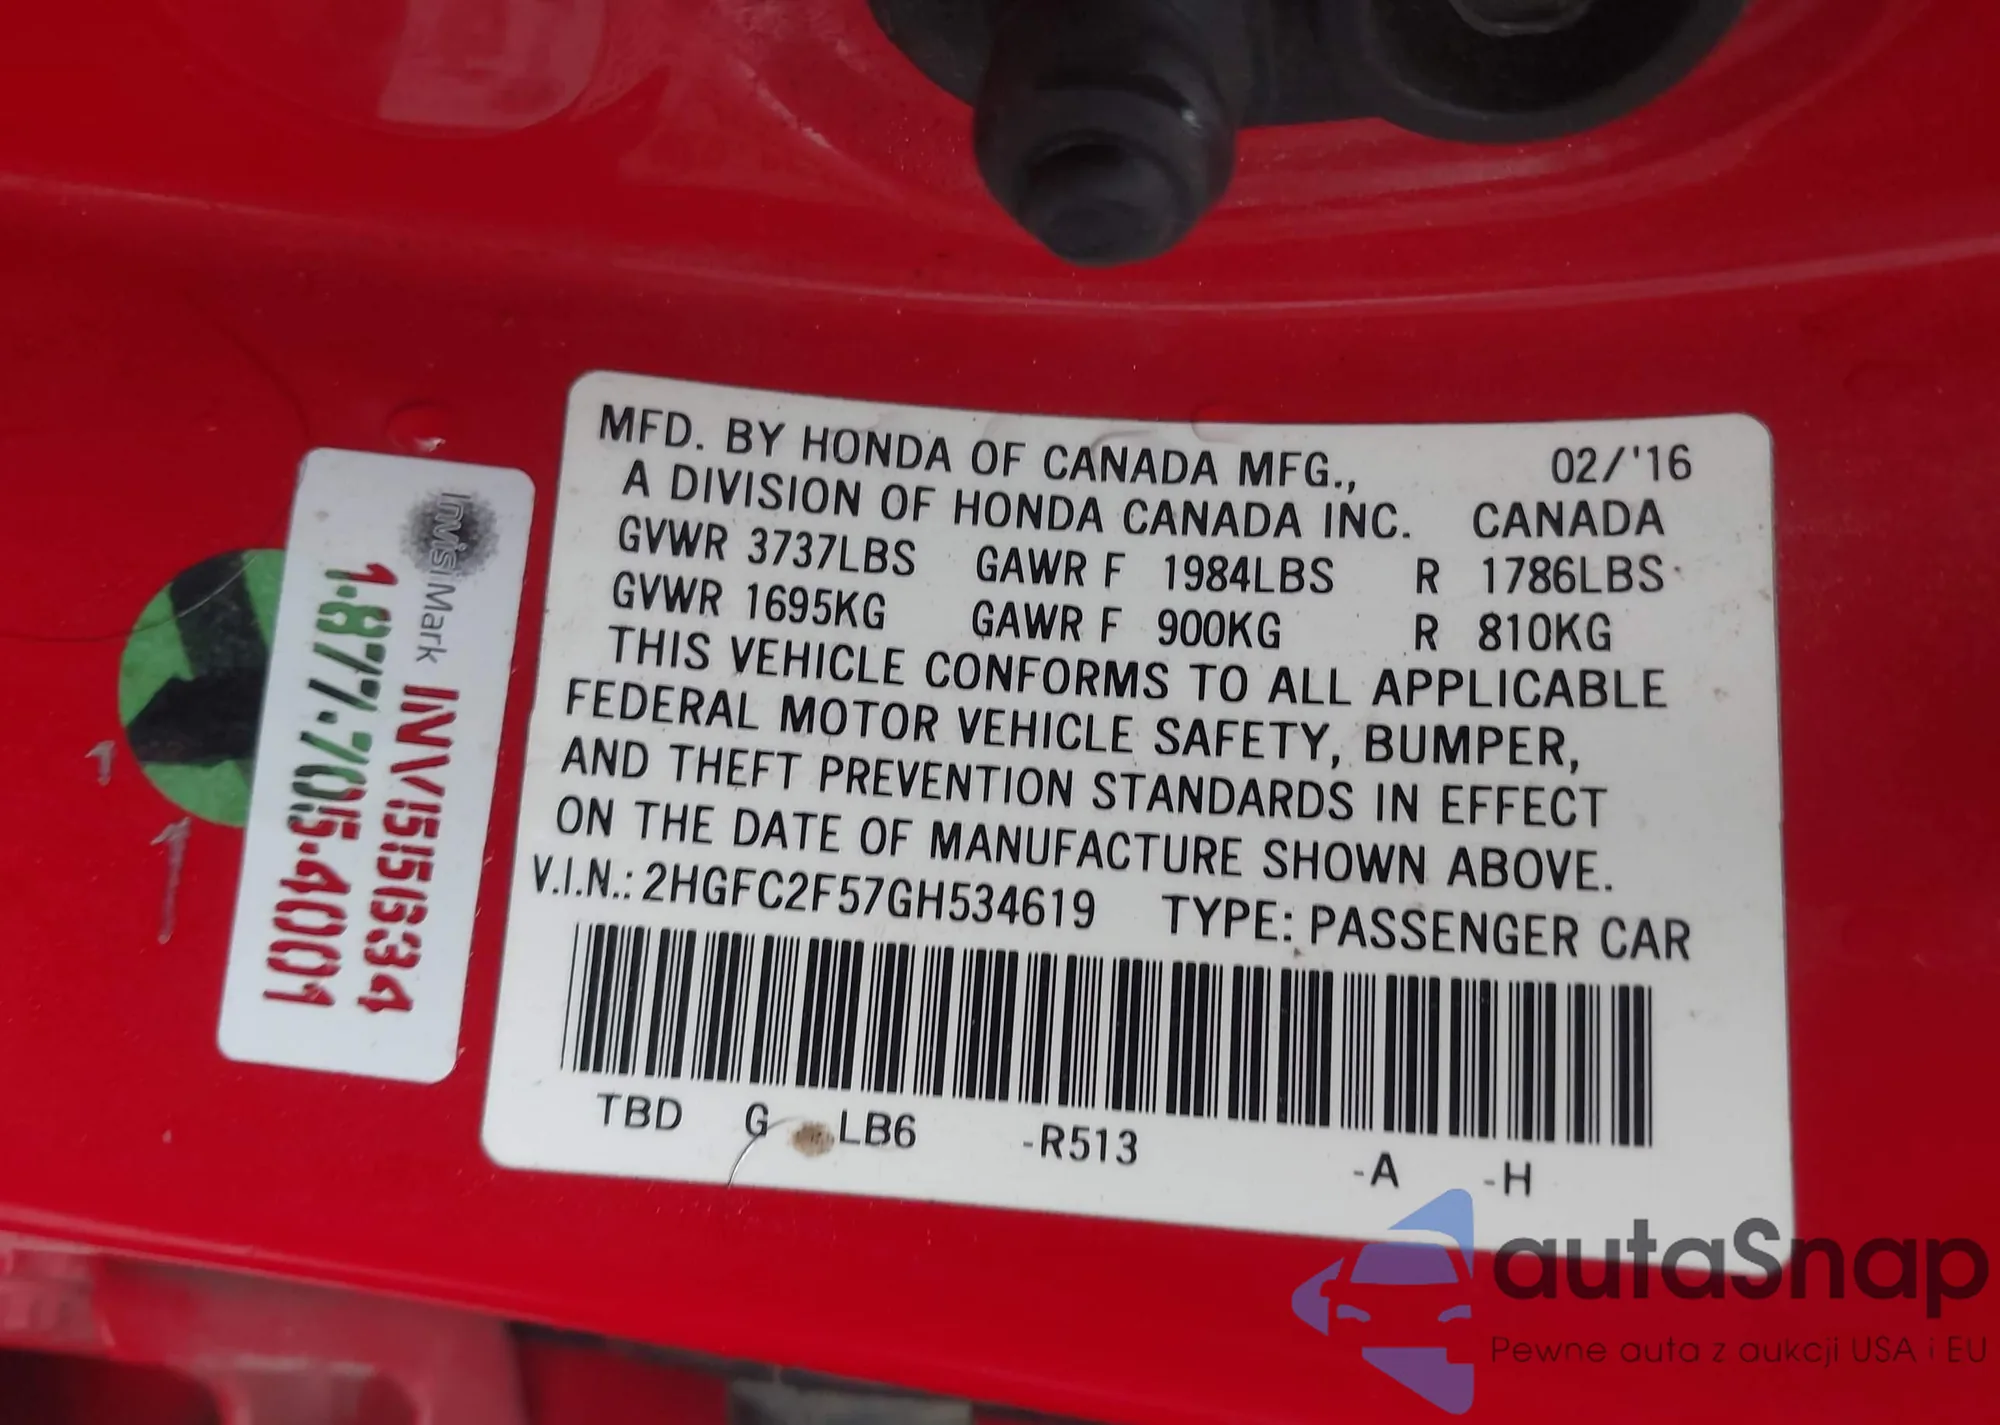 MFD. BY HONDA OF CANADA MFG., 02/'16
A DIVISION OF HONDA CANADA INC. CANADA
GVWR 3737LBS GAWR F 1984LBS R 1786LBS
GVWR 1695KG GAWR F 900KG R 810KG
THIS VEHICLE CONFORMS TO ALL APPLICABLE
FEDERAL MOTOR VEHICLE SAFETY, BUMPER,
AND THEFT PREVENTION STANDARDS IN EFFECT
ON THE DATE OF MANUFACTURE SHOWN ABOVE.
V.I.N.: 2HGFC2F57GH534619 TYPE: PASSENGER CAR
TBD G LB6 -R513 -A -H
InvisiMark
1.877.705.4001
autaSnap
Pewne auta z aukcji USA i EU